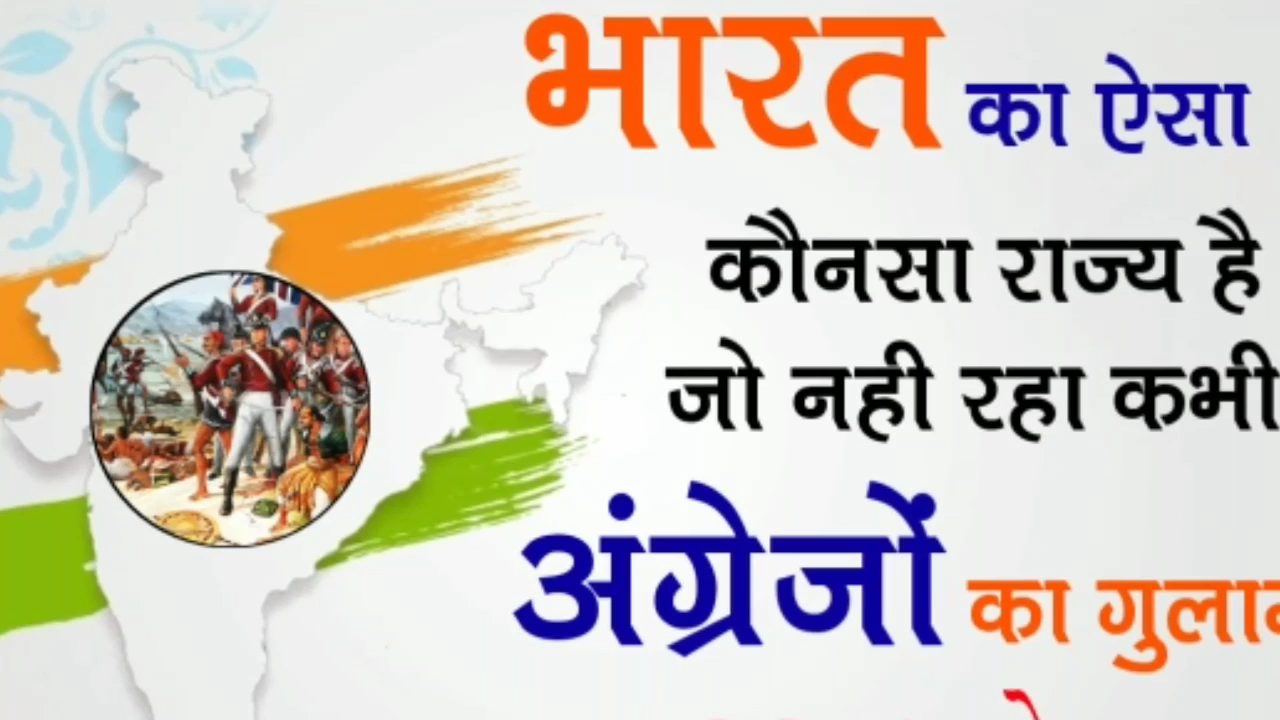 भारत का ऐसा
कौनसा राज्य है
जो नही रहा कभी
अंग्रेजों का